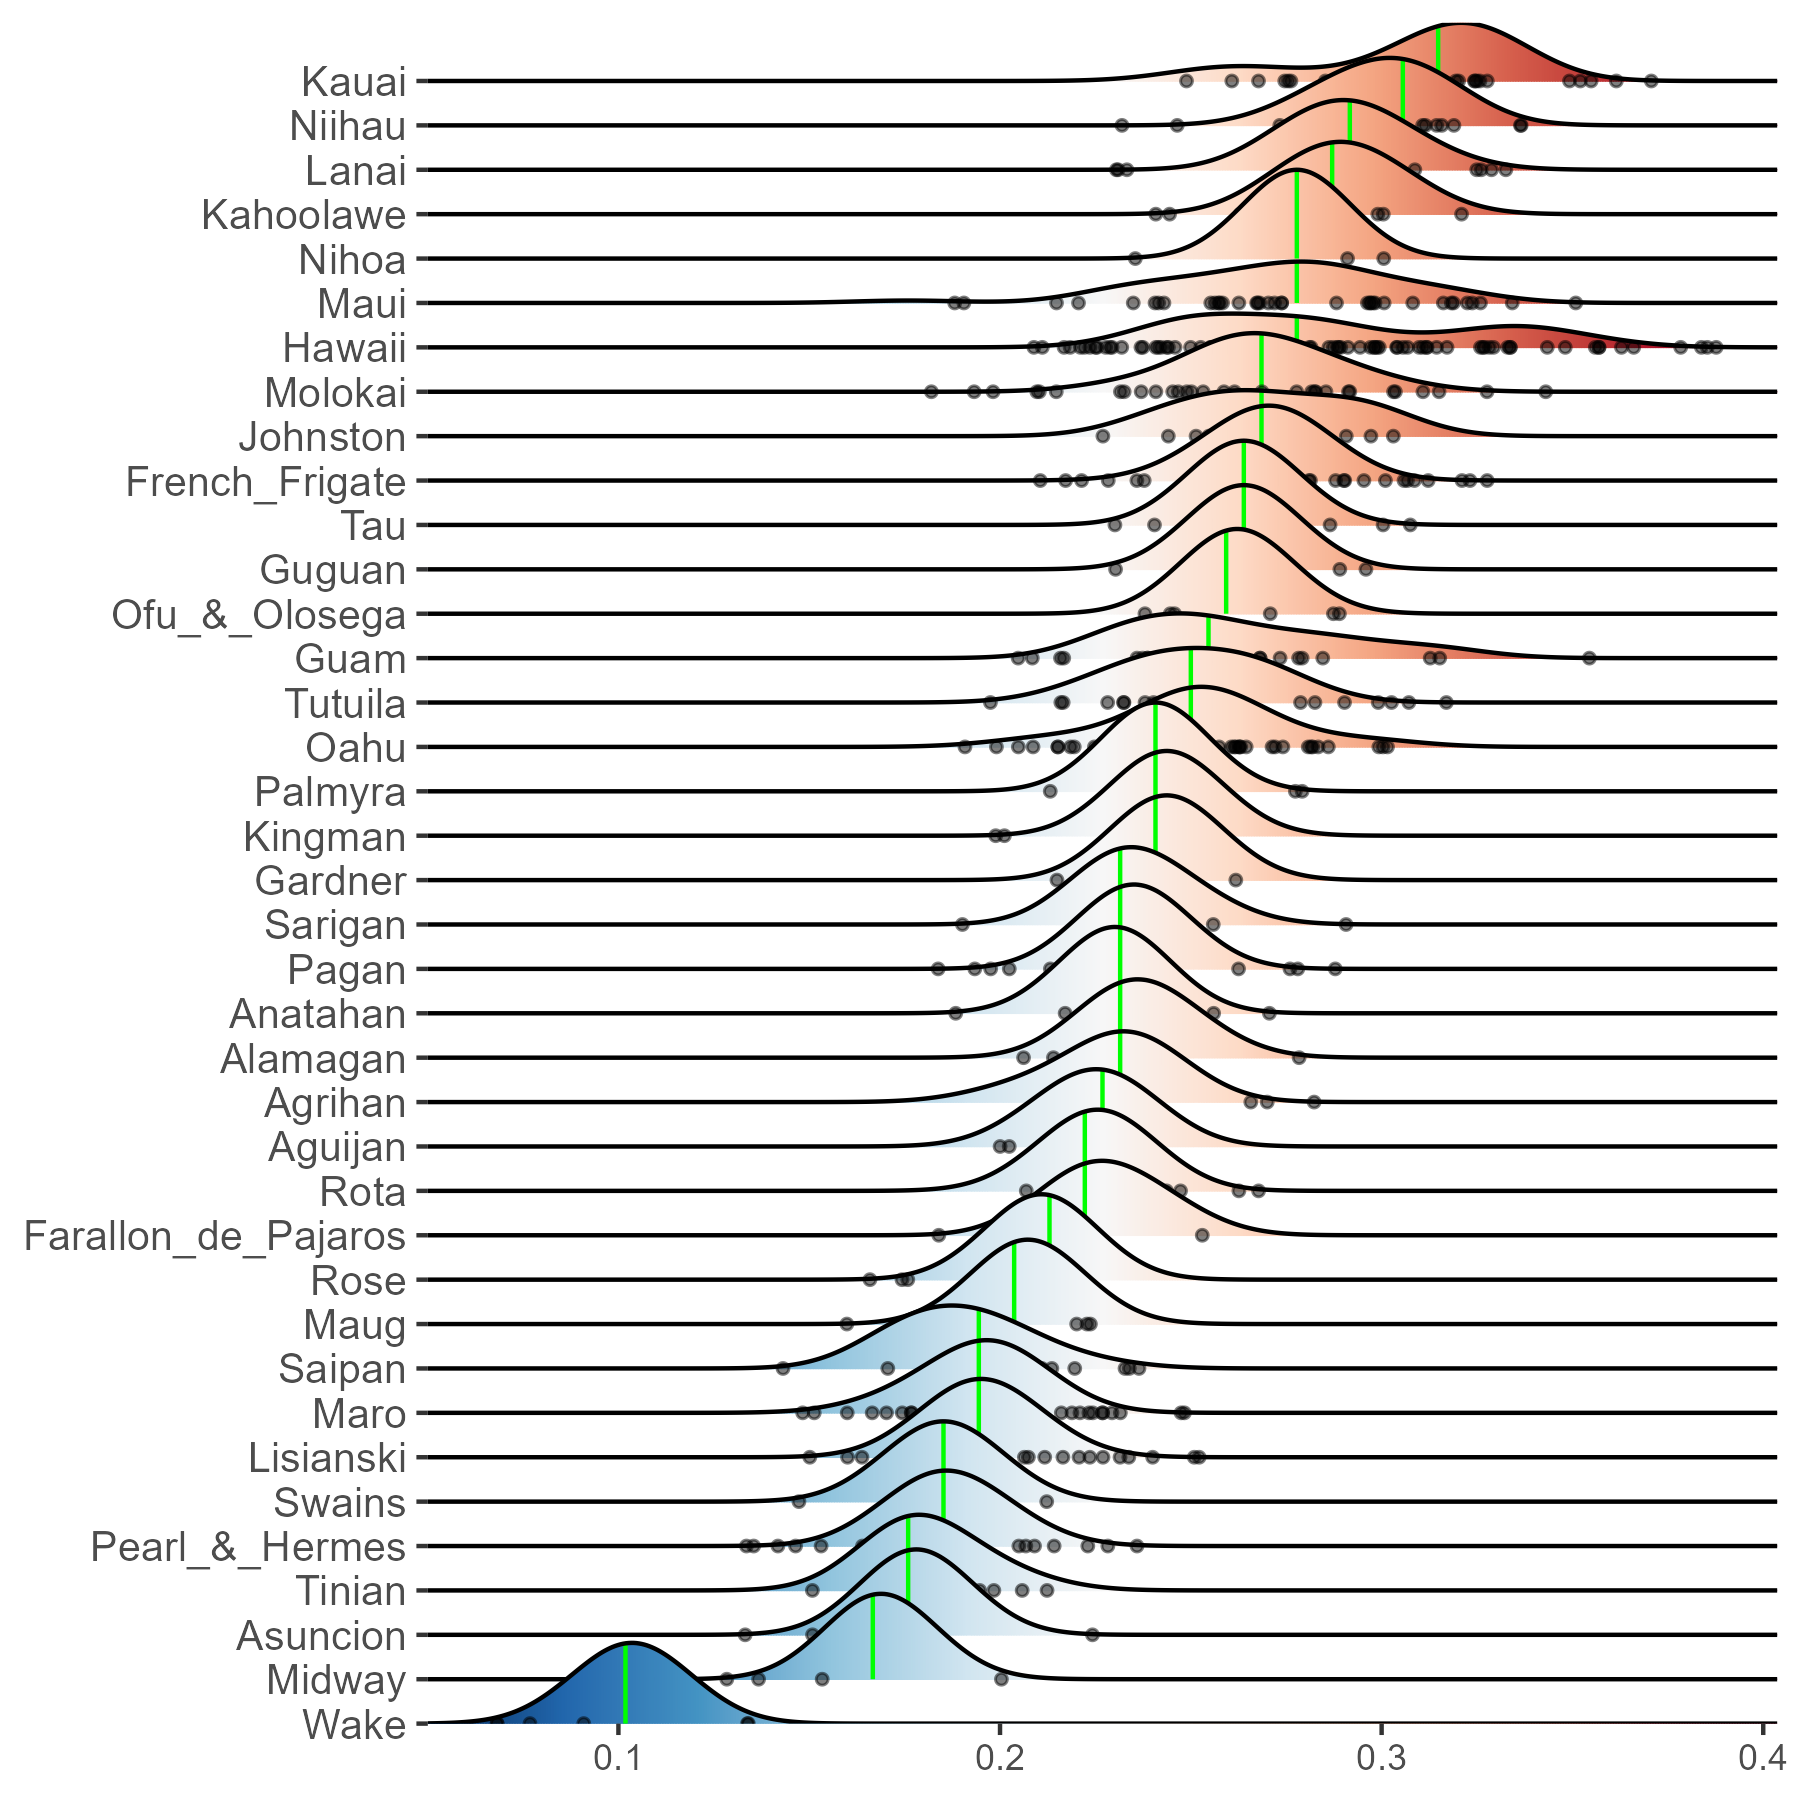 Kauai
Niihau
Lanai
Kahoolawe
Nihoa
Maui
Hawaii
Molokai
Johnston
French_Frigate
Tau
Guguan
Ofu_&_Olosega
Guam
Tutuila
Oahu
Palmyra
Kingman
Gardner
Sarigan
Pagan
Anatahan
Alamagan
Agrihan
Aguijan
Rota
Farallon_de_Pajaros
Rose
Maug
Saipan
Maro
Lisianski
Swains
Pearl_&_Hermes
Tinian
Asuncion
Midway
Wake
0.1 0.2 0.3 0.4